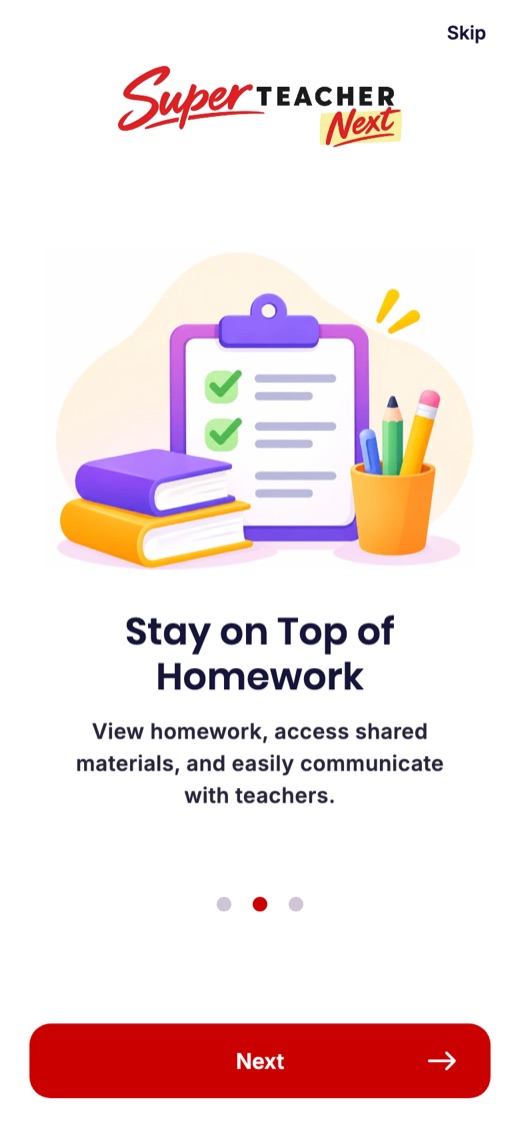 Skip
Super TEACHER
Next
Stay on Top of
Homework
View homework, access shared
materials, and easily communicate
with teachers.
Next